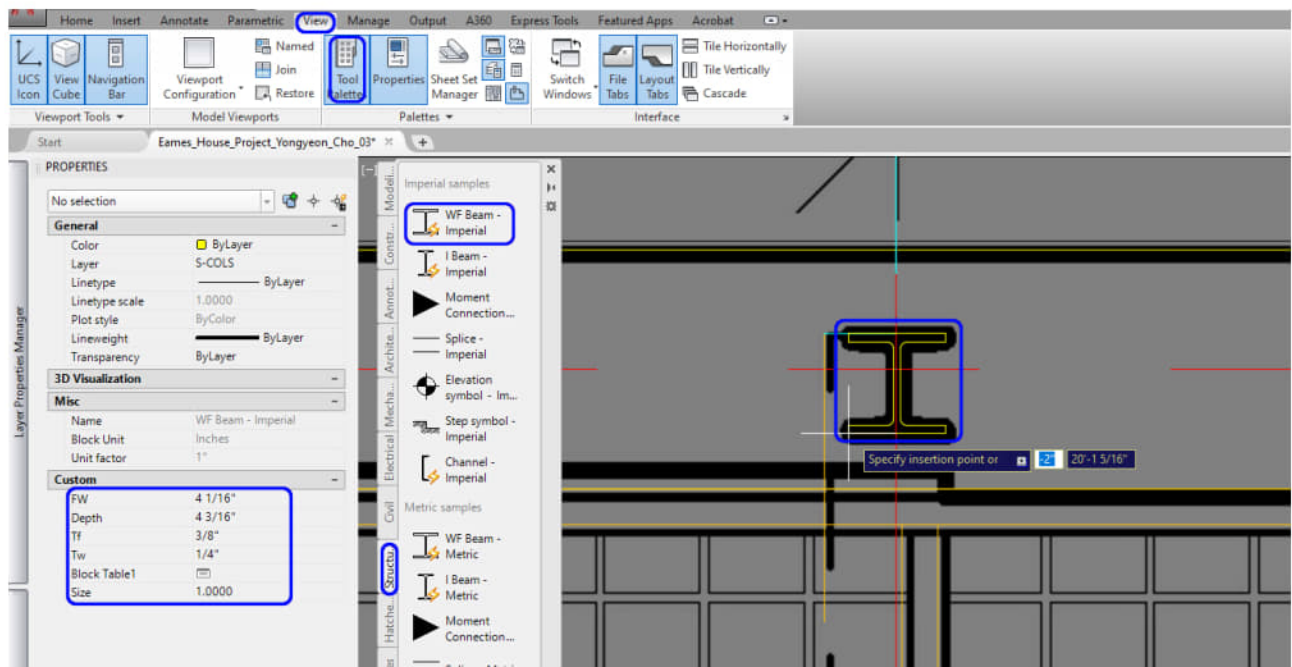 Home Insert Annotate Parametric View Manage Output A360 Express Tools Featured Apps Acrobat
UCS Icon
View Cube
Navigation Bar
Viewport Configuration
Named
Join
Restore
Tool Palettes
Properties
Sheet Set Manager
Switch Windows
File Tabs
Layout Tabs
Tile Horizontally
Tile Vertically
Cascade
Viewport Tools
Model Viewports
Palettes
Interface
Start
Eames_House_Project_Yongyeon_Cho_03*
Layer Properties Manager
PROPERTIES
No selection
General
Color ByLayer
Layer S-COLS
Linetype ByLayer
Linetype scale 1.0000
Plot style ByColor
Lineweight ByLayer
Transparency ByLayer
3D Visualization
Misc
Name WF Beam - Imperial
Block Unit Inches
Unit factor 1"
Custom
FW 4 1/16"
Depth 4 3/16"
Tf 3/8"
Tw 1/4"
Block Table1
Size 1.0000
Modeli...
Constr...
Annot...
Archite...
Mecha...
Electrical
Civil
Structu...
Hatche...
Imperial samples
WF Beam -
Imperial
I Beam -
Imperial
Moment
Connection...
Splice -
Imperial
Elevation
symbol - Im...
Step symbol -
Imperial
Channel -
Imperial
Metric samples
WF Beam -
Metric
I Beam -
Metric
Moment
Connection...
Specify insertion point or -2" 20'-1 5/16"